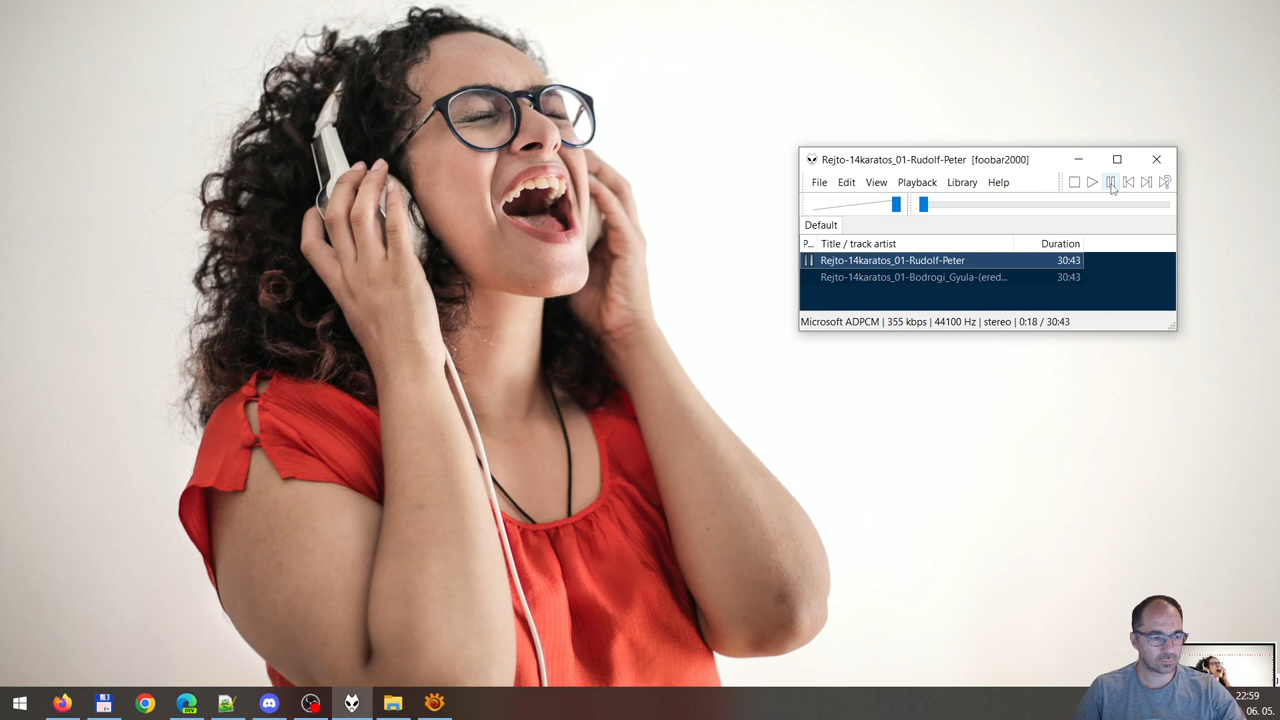 Rejto-14karatos_01-Rudolf-Peter [foobar2000]
File Edit View Playback Library Help
Default
P... Title / track artist Duration
Rejto-14karatos_01-Rudolf-Peter 30:43
Rejto-14karatos_01-Bodrogi_Gyula-(ered... 30:43
Microsoft ADPCM | 355 kbps | 44100 Hz | stereo | 0:18 / 30:43
DEV
22:59
06. 05.